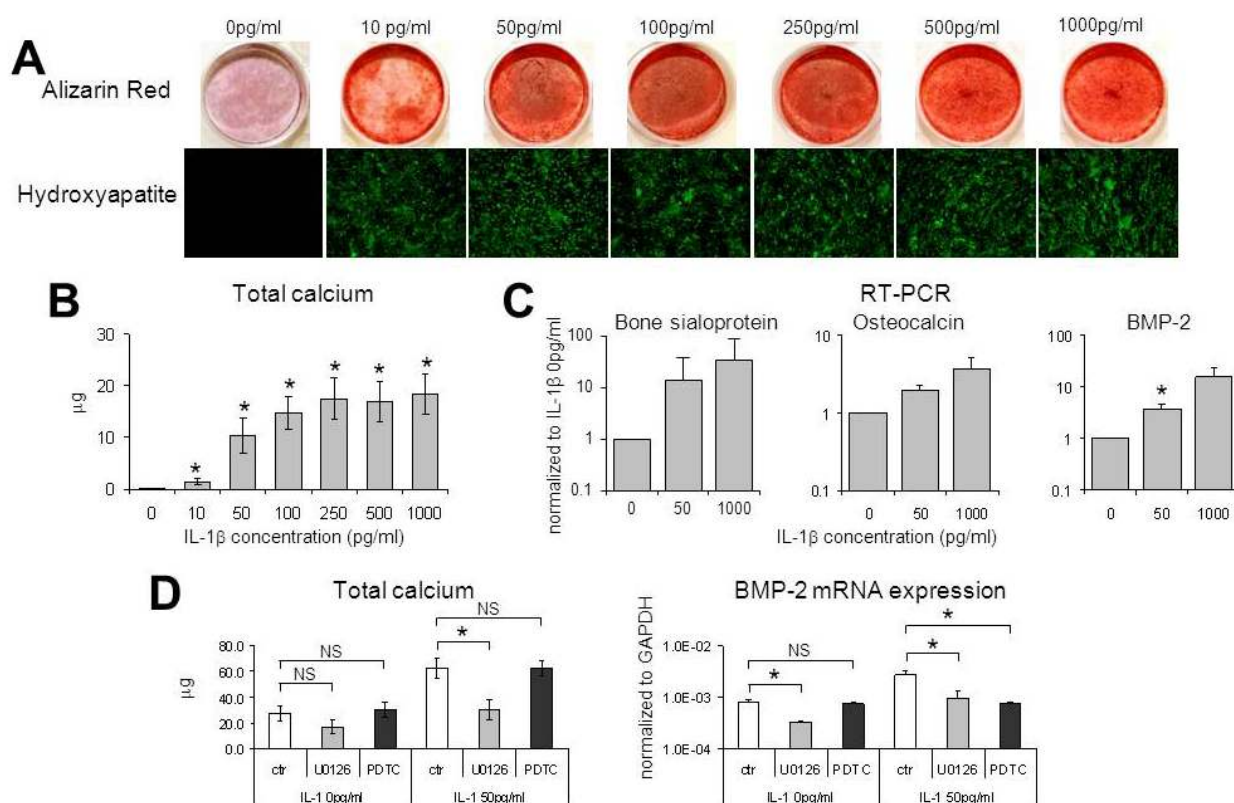 0pg/ml 10 pg/ml 50pg/ml 100pg/ml 250pg/ml 500pg/ml 1000pg/ml
A
Alizarin Red
Hydroxyapatite
B
Total calcium
µg
30
20
10
0
* * * * * *
0 10 50 100 250 500 1000
IL-1β concentration (pg/ml)
C
RT-PCR
normalized to IL-1β 0pg/ml
Bone sialoprotein
100
10
1
0.1
0 50 1000
Osteocalcin
10
1
0.1
0 50 1000
BMP-2
100
10
1
0.1
*
0 50 1000
IL-1β concentration (pg/ml)
D
Total calcium
µg
80.0
60.0
40.0
20.0
0.0
NS
NS
NS
*
ctr U0126 PDTC ctr U0126 PDTC
IL-1 0pg/ml IL-1 50pg/ml
BMP-2 mRNA expression
normalized to GAPDH
1.0E-02
1.0E-03
1.0E-04
NS
*
*
*
ctr U0126 PDTC ctr U0126 PDTC
IL-1 0pg/ml IL-1 50pg/ml